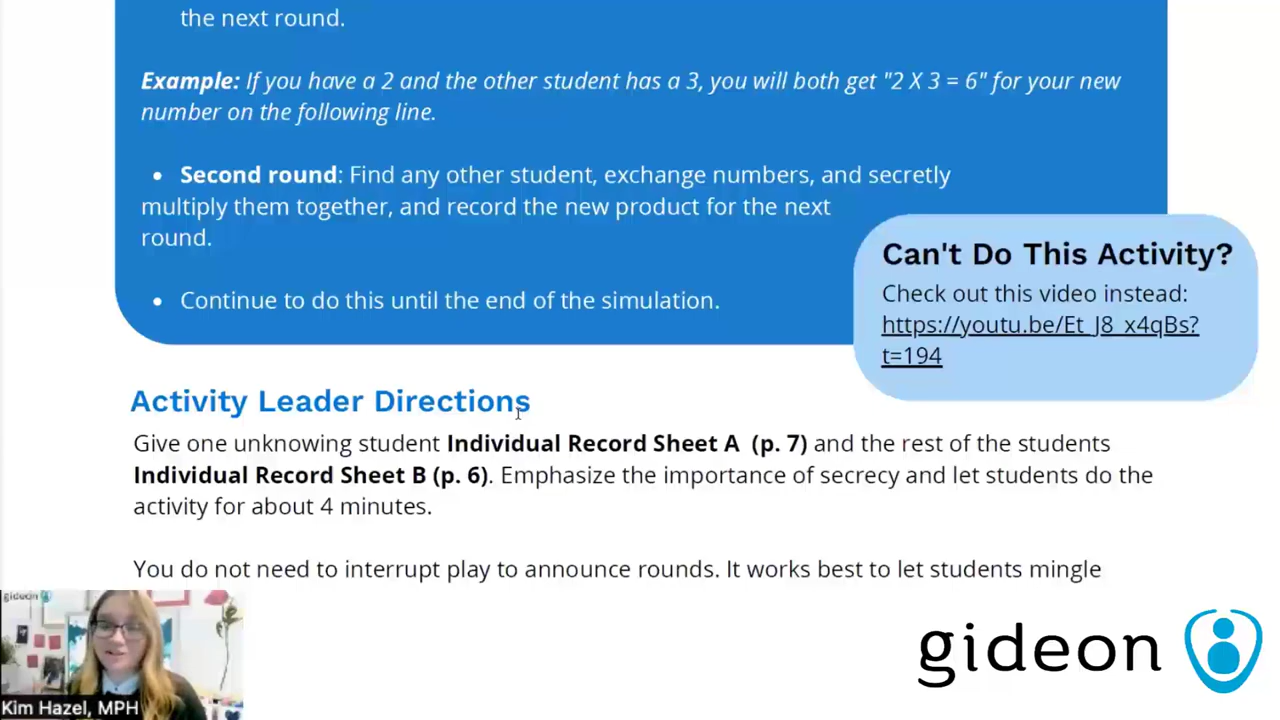 the next round.
Example: If you have a 2 and the other student has a 3, you will both get "2 X 3 = 6" for your new
number on the following line.
• Second round: Find any other student, exchange numbers, and secretly
multiply them together, and record the new product for the next
round.
• Continue to do this until the end of the simulation.
Can't Do This Activity?
Check out this video instead:
https://youtu.be/Et_J8_x4qBs?
t=194
Activity Leader Directions
Give one unknowing student Individual Record Sheet A (p. 7) and the rest of the students
Individual Record Sheet B (p. 6). Emphasize the importance of secrecy and let students do the
activity for about 4 minutes.
You do not need to interrupt play to announce rounds. It works best to let students mingle
gideon
Kim Hazel, MPH
gideon